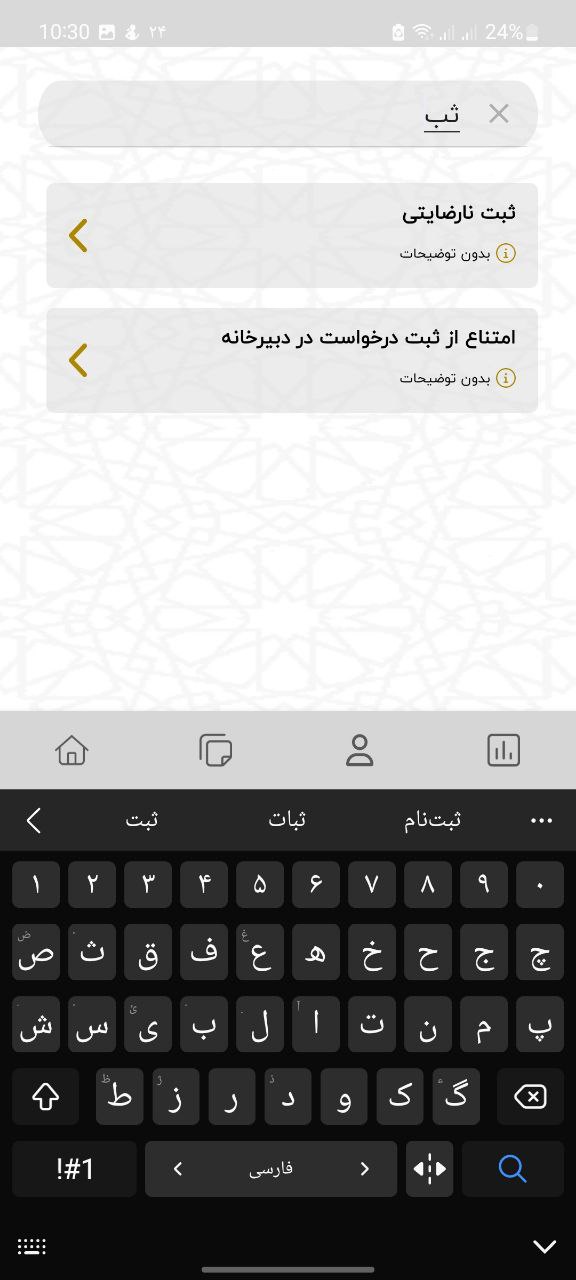 10:30 ۲۴ 24%
ثب
ثبت نارضایتی
بدون توضیحات
امتناع از ثبت درخواست در دبیرخانه
بدون توضیحات
ثبت ثبات ثبت‌نام
۱ ۲ ۳ ۴ ۵ ۶ ۷ ۸ ۹ ۰
ض ص ث ق ف غ ع ه خ ح ج چ
ش س ئ ی ب ل آ ا ت ن م پ
ظ ط ژ ز ر ذ د و ک گ
!#1 فارسی